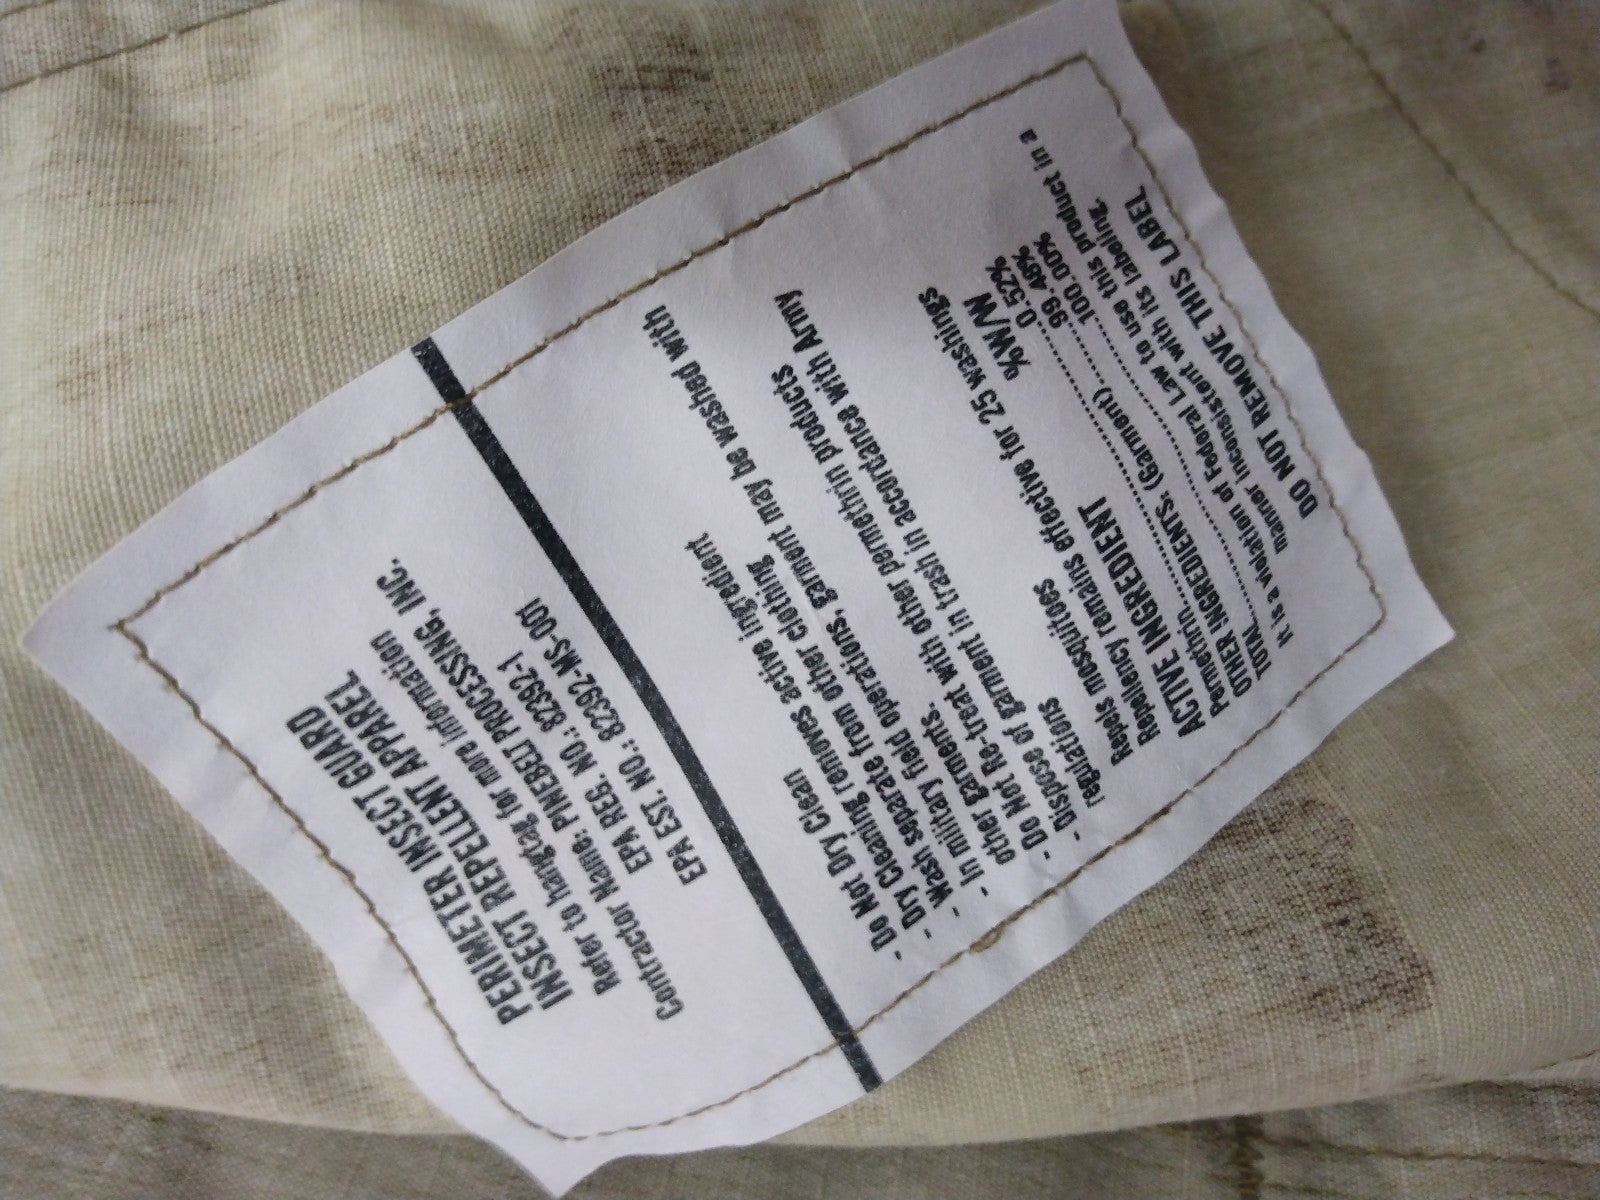 PERIMETER INSECT GUARD
INSECT REPELLENT APPAREL
Refer to hangtag for more information
Contractor Name: PINEBELT PROCESSING, INC.
EPA REG. NO.: 82392-1
EPA EST. NO.: 82392-MS-001
- Do Not Dry Clean
- Dry Cleaning removes active ingredient
- Wash separate from other clothing
- In military field operations, garment may be washed with
other garments.
- Do Not Re-treat with other permethrin products
- Dispose of garment in trash in accordance with Army
regulations
Repels mosquitoes
Repellency remains effective for 25 washings
ACTIVE INGREDIENT %W/W
Permethrin.................................... 0.52%
OTHER INGREDIENTS: (Garment)........ 99.48%
TOTAL.................................... 100.00%
It is a violation of Federal Law to use this product in a
manner inconsistent with its labeling.
DO NOT REMOVE THIS LABEL